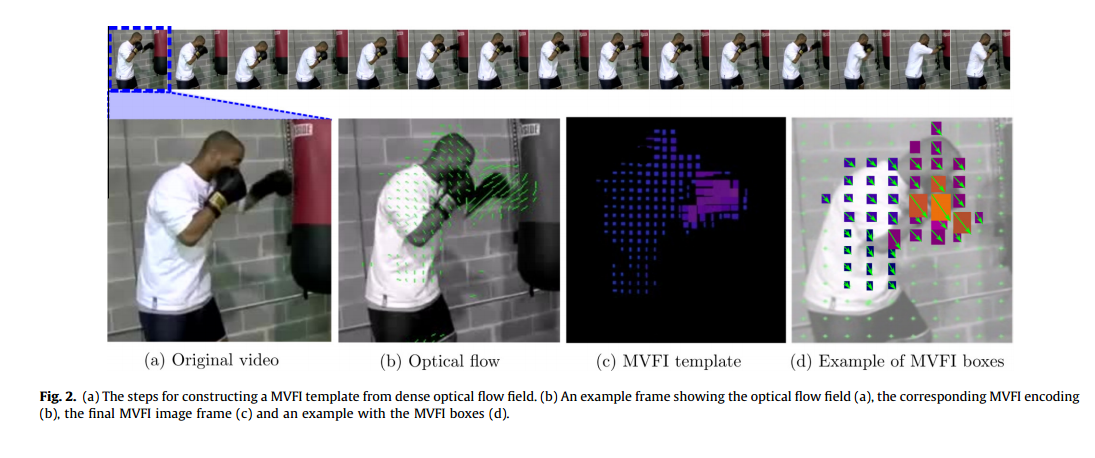 (a) Original video
(b) Optical flow
(c) MVFI template
(d) Example of MVFI boxes
Fig. 2. (a) The steps for constructing a MVFI template from dense optical flow field. (b) An example frame showing the optical flow field (a), the corresponding MVFI encoding
(b), the final MVFI image frame (c) and an example with the MVFI boxes (d).